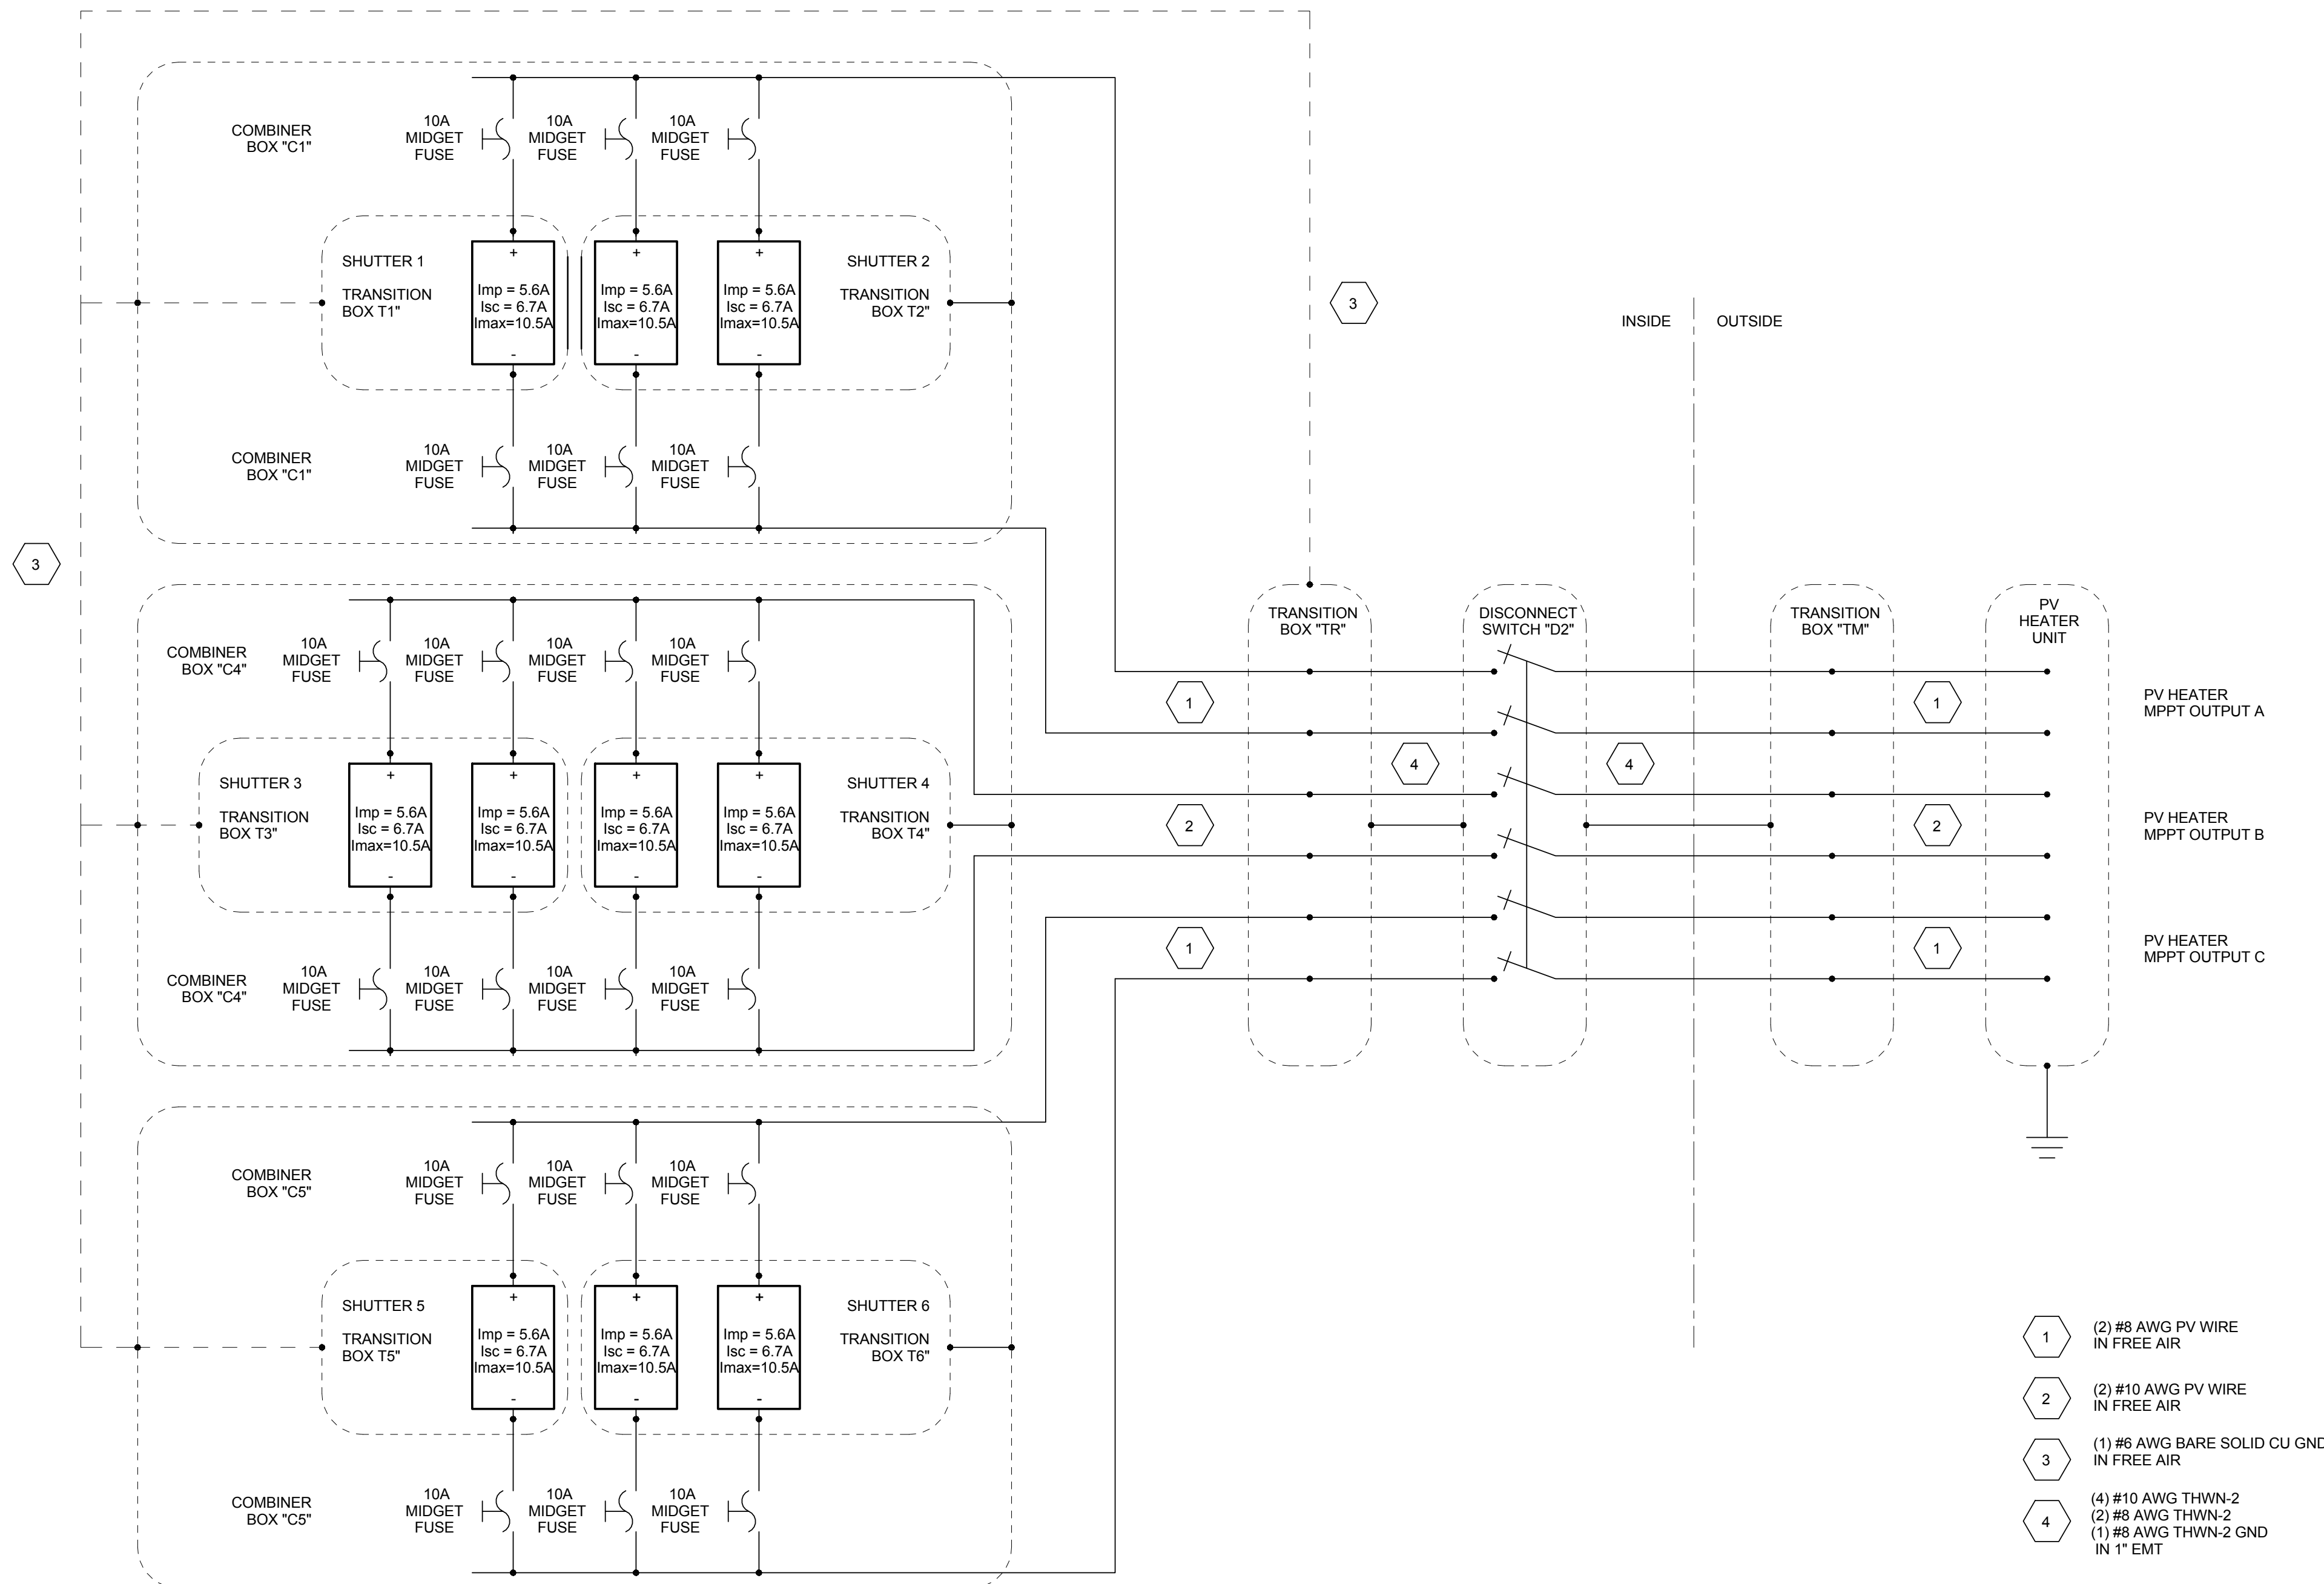 COMBINER
BOX "C1"
10A
MIDGET
FUSE
10A
MIDGET
FUSE
10A
MIDGET
FUSE
SHUTTER 1
TRANSITION
BOX T1"
+
Imp = 5.6A
Isc = 6.7A
Imax=10.5A
-
+
Imp = 5.6A
Isc = 6.7A
Imax=10.5A
-
+
Imp = 5.6A
Isc = 6.7A
Imax=10.5A
-
SHUTTER 2
TRANSITION
BOX T2"
3
INSIDE
OUTSIDE
COMBINER
BOX "C1"
10A
MIDGET
FUSE
10A
MIDGET
FUSE
10A
MIDGET
FUSE
3
COMBINER
BOX "C4"
10A
MIDGET
FUSE
10A
MIDGET
FUSE
10A
MIDGET
FUSE
10A
MIDGET
FUSE
SHUTTER 3
TRANSITION
BOX T3"
+
Imp = 5.6A
Isc = 6.7A
Imax=10.5A
-
+
Imp = 5.6A
Isc = 6.7A
Imax=10.5A
-
+
Imp = 5.6A
Isc = 6.7A
Imax=10.5A
-
+
Imp = 5.6A
Isc = 6.7A
Imax=10.5A
-
SHUTTER 4
TRANSITION
BOX T4"
COMBINER
BOX "C4"
10A
MIDGET
FUSE
10A
MIDGET
FUSE
10A
MIDGET
FUSE
10A
MIDGET
FUSE
TRANSITION
BOX "TR"
DISCONNECT
SWITCH "D2"
TRANSITION
BOX "TM"
PV
HEATER
UNIT
1
1
PV HEATER
MPPT OUTPUT A
4
4
2
2
PV HEATER
MPPT OUTPUT B
1
1
PV HEATER
MPPT OUTPUT C
COMBINER
BOX "C5"
10A
MIDGET
FUSE
10A
MIDGET
FUSE
10A
MIDGET
FUSE
SHUTTER 5
TRANSITION
BOX T5"
+
Imp = 5.6A
Isc = 6.7A
Imax=10.5A
-
+
Imp = 5.6A
Isc = 6.7A
Imax=10.5A
-
+
Imp = 5.6A
Isc = 6.7A
Imax=10.5A
-
SHUTTER 6
TRANSITION
BOX T6"
COMBINER
BOX "C5"
10A
MIDGET
FUSE
10A
MIDGET
FUSE
10A
MIDGET
FUSE
1
(2) #8 AWG PV WIRE
IN FREE AIR
2
(2) #10 AWG PV WIRE
IN FREE AIR
3
(1) #6 AWG BARE SOLID CU GND
IN FREE AIR
4
(4) #10 AWG THWN-2
(2) #8 AWG THWN-2
(1) #8 AWG THWN-2 GND
IN 1" EMT